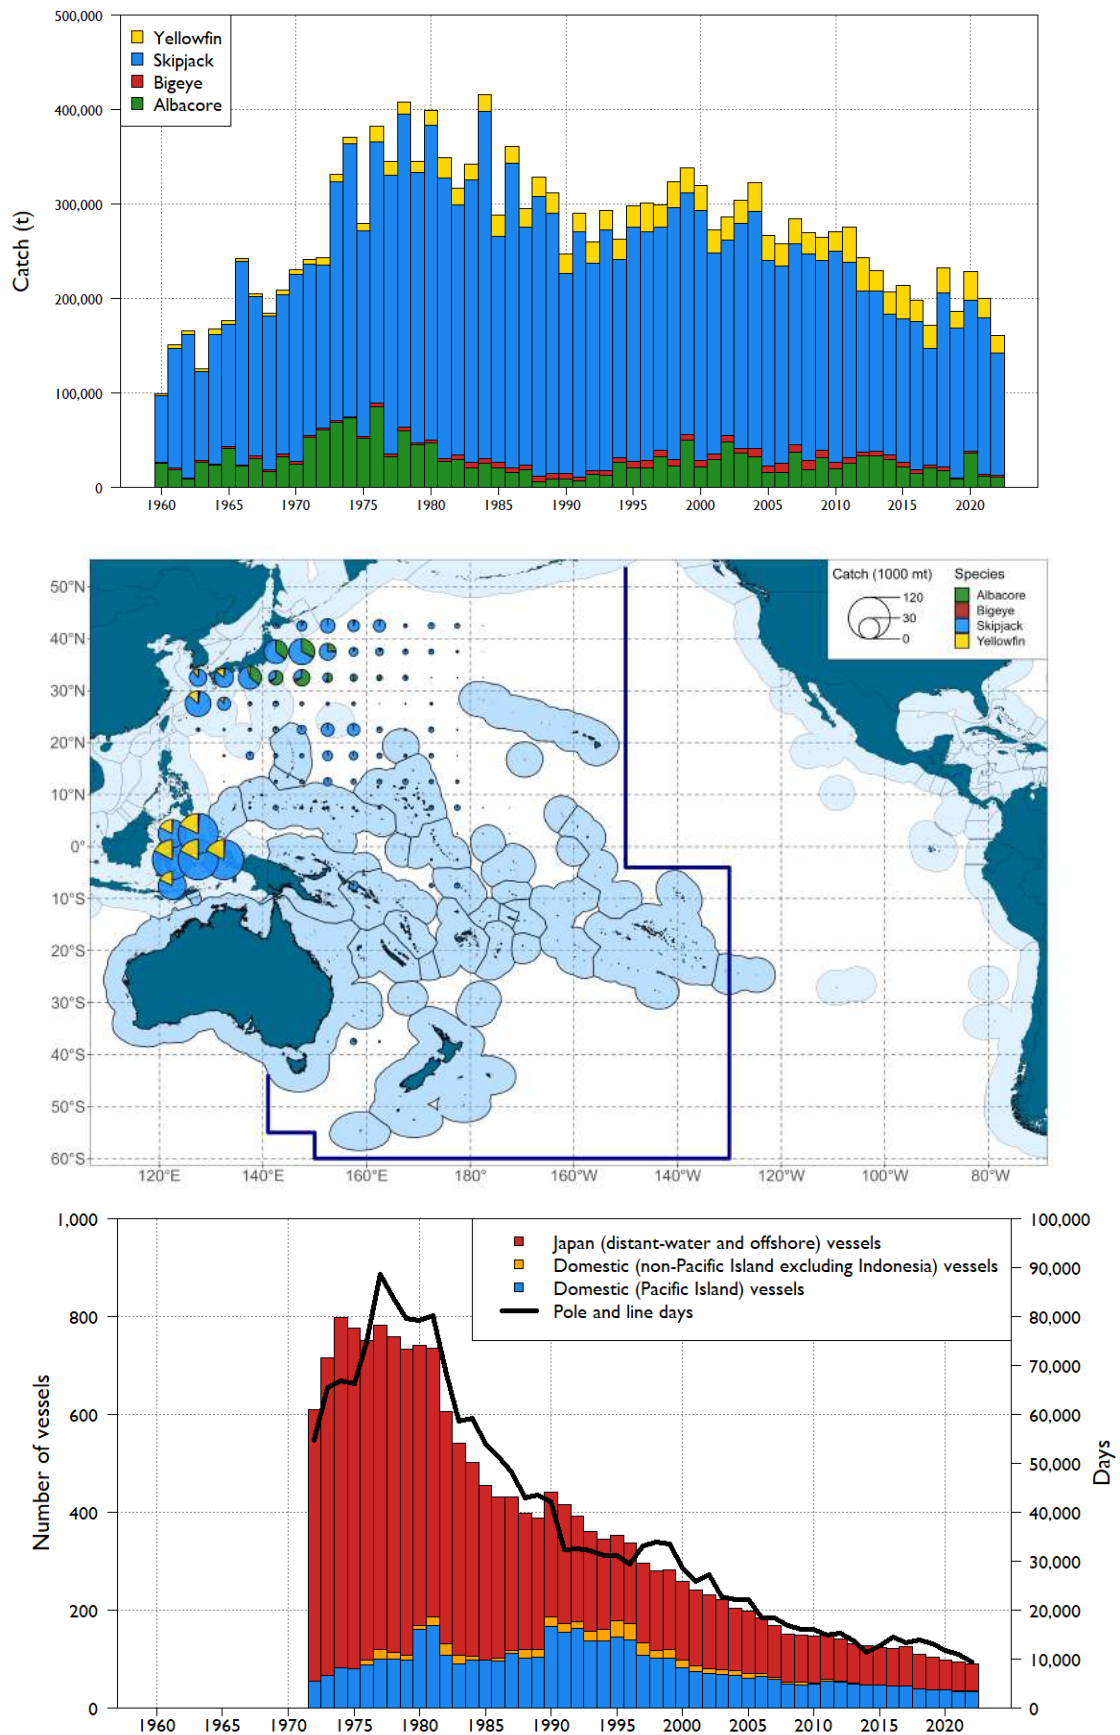 500,000
400,000
300,000
200,000
100,000
0
Catch (t)
Yellowfin
Skipjack
Bigeye
Albacore
1960 1965 1970 1975 1980 1985 1990 1995 2000 2005 2010 2015 2020
Catch (1000 mt)
120
30
0
Species
Albacore
Bigeye
Skipjack
Yellowfin
50°N
40°N
30°N
20°N
10°N
0°
10°S
20°S
30°S
40°S
50°S
60°S
120°E 140°E 160°E 180° 160°W 140°W 120°W 100°W 80°W
1,000
800
600
400
200
0
Number of vessels
Japan (distant-water and offshore) vessels
Domestic (non-Pacific Island excluding Indonesia) vessels
Domestic (Pacific Island) vessels
Pole and line days
100,000
90,000
80,000
70,000
60,000
50,000
40,000
30,000
20,000
10,000
0
Days
1960 1965 1970 1975 1980 1985 1990 1995 2000 2005 2010 2015 2020